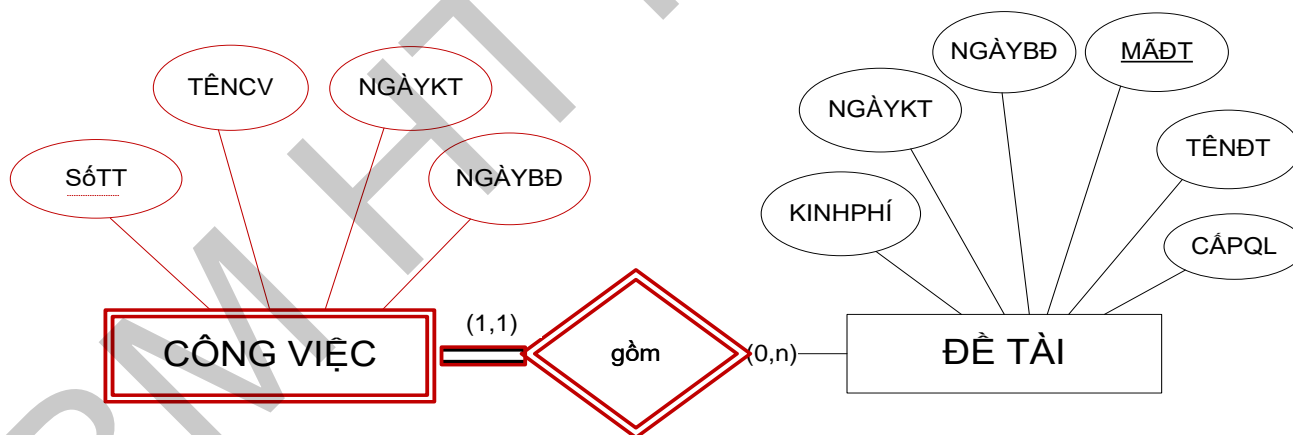 TÊNCV
NGÀYKT
SốTT
NGÀYBĐ
CÔNG VIỆC
(1,1)
gồm
(0,n)
ĐỀ TÀI
NGÀYBĐ
MÃĐT
NGÀYKT
TÊNĐT
KINHPHÍ
CẤPQL